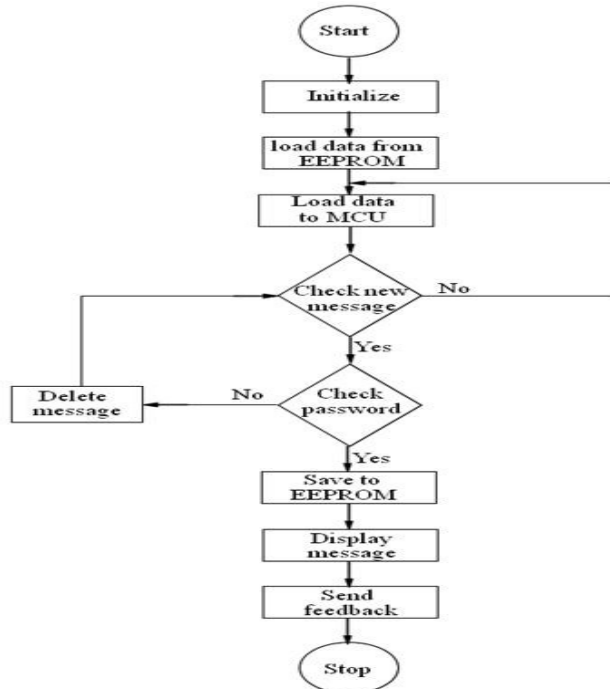 Start
Initialize
load data from
EEPROM
Load data
to MCU
Check new
message
No
Yes
Delete
message
No
Check
password
Yes
Save to
EEPROM
Display
message
Send
feedback
Stop